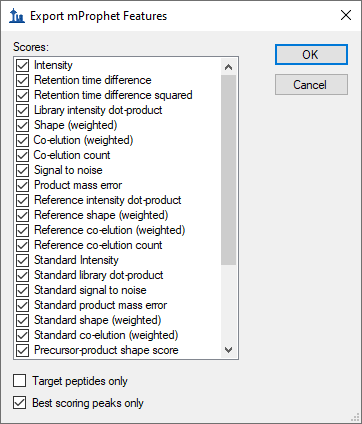 Export mProphet Features
Scores:
OK
Cancel
Intensity
Retention time difference
Retention time difference squared
Library intensity dot-product
Shape (weighted)
Co-elution (weighted)
Co-elution count
Signal to noise
Product mass error
Reference intensity dot-product
Reference shape (weighted)
Reference co-elution (weighted)
Reference co-elution count
Standard Intensity
Standard library dot-product
Standard signal to noise
Standard product mass error
Standard shape (weighted)
Standard co-elution (weighted)
Precursor-product shape score
Target peptides only
Best scoring peaks only